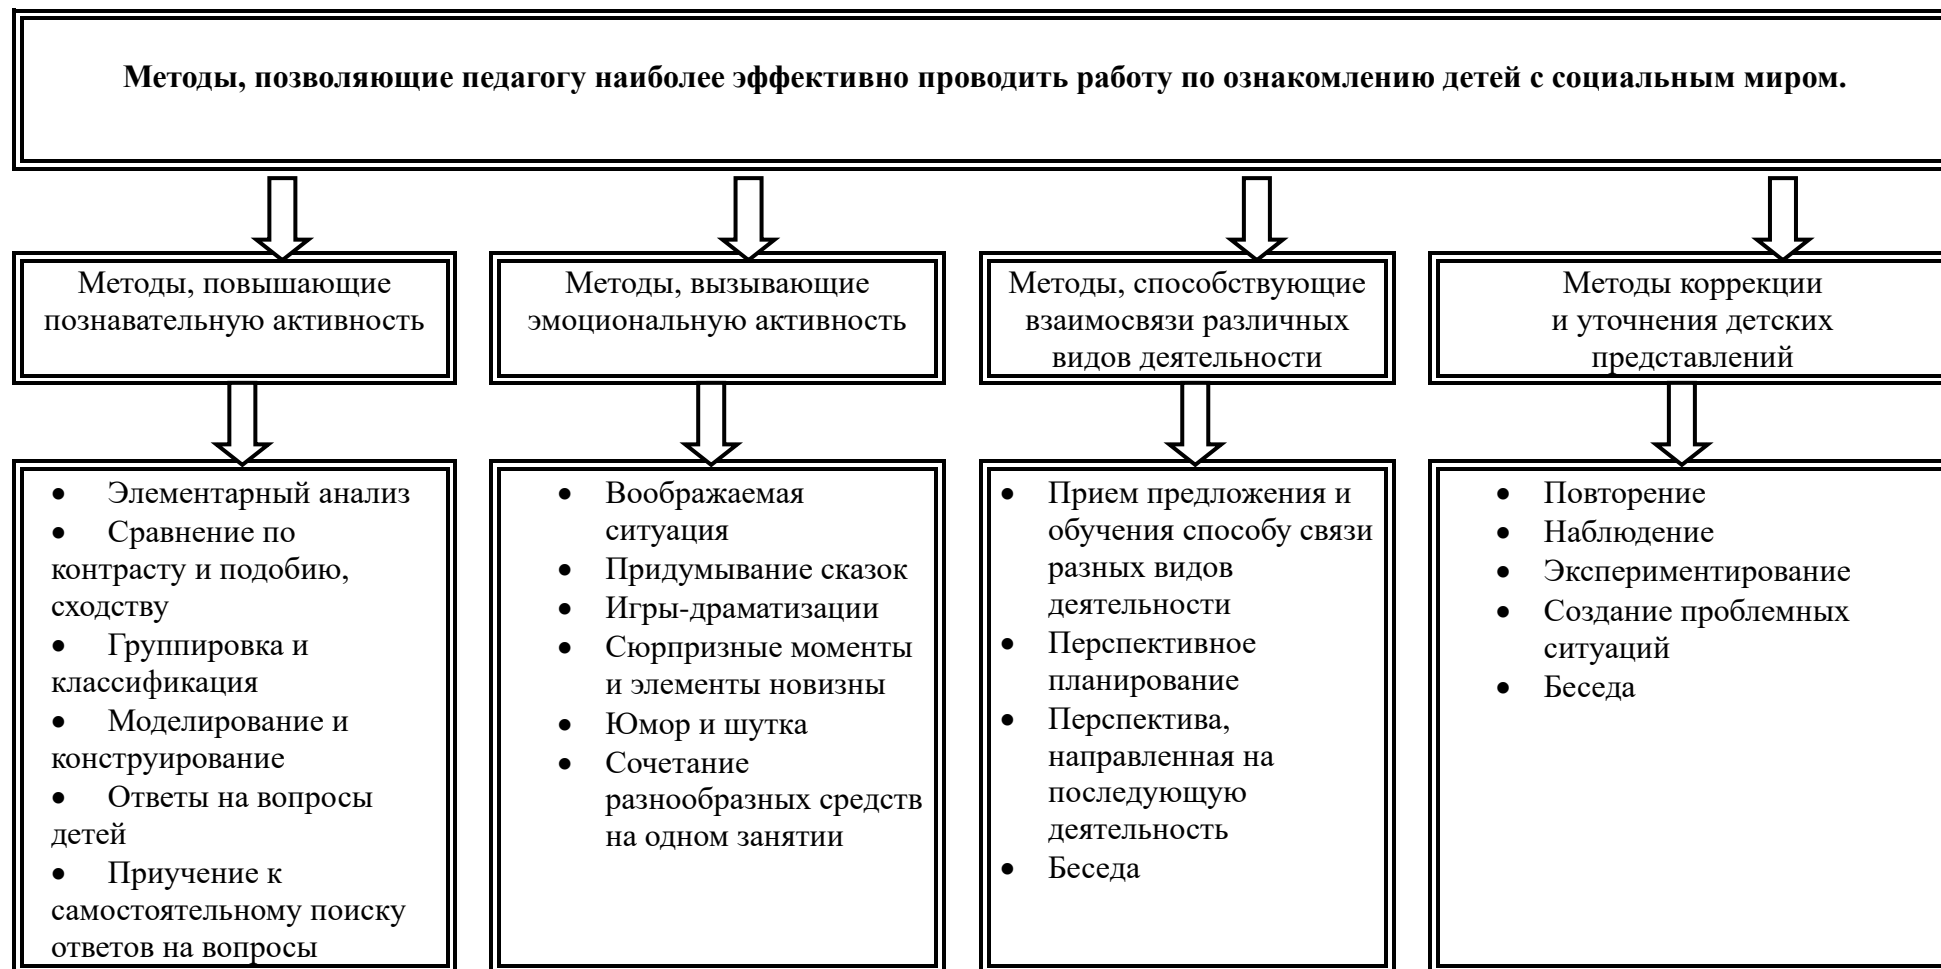 Методы, позволяющие педагогу наиболее эффективно проводить работу по ознакомлению детей с социальным миром.
Методы, повышающие
познавательную активность
Методы, вызывающие
эмоциональную активность
Методы, способствующие
взаимосвязи различных
видов деятельности
Методы коррекции
и уточнения детских
представлений
• Элементарный анализ
• Сравнение по
контрасту и подобию,
сходству
• Группировка и
классификация
• Моделирование и
конструирование
• Ответы на вопросы
детей
• Приучение к
самостоятельному поиску
ответов на вопросы
• Воображаемая
ситуация
• Придумывание сказок
• Игры-драматизации
• Сюрпризные моменты
и элементы новизны
• Юмор и шутка
• Сочетание
разнообразных средств
на одном занятии
• Прием предложения и
обучения способу связи
разных видов
деятельности
• Перспективное
планирование
• Перспектива,
направленная на
последующую
деятельность
• Беседа
• Повторение
• Наблюдение
• Экспериментирование
• Создание проблемных
ситуаций
• Беседа